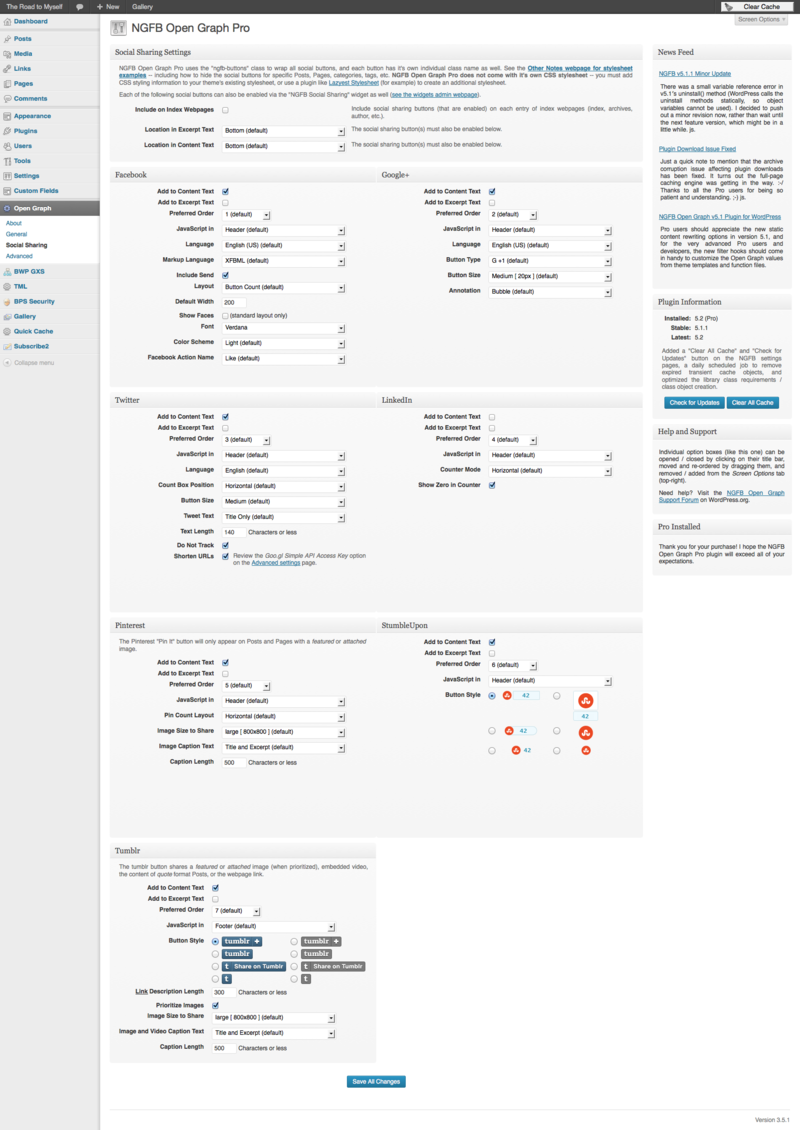 The Road to Myself
New
Gallery
Clear Cache
Screen Options
Dashboard
Posts
Media
Links
Pages
Comments
Appearance
Plugins
Users
Tools
Settings
Custom Fields
Open Graph
About
General
Social Sharing
Advanced
BWP GXS
TML
BPS Security
Gallery
Quick Cache
Subscribe2
Collapse menu
NGFB Open Graph Pro
Social Sharing Settings
NGFB Open Graph Pro uses the "ngfb-buttons" class to wrap all social buttons, and each button has it's own individual class name as well. See the Other Notes webpage for stylesheet
examples – including how to hide the social buttons for specific Posts, Pages, categories, tags, etc. NGFB Open Graph Pro does not come with it's own CSS stylesheet – you must add
CSS styling information to your theme's existing stylesheet, or use a plugin like Lazyest Stylesheet (for example) to create an additional stylesheet.
Each of the following social buttons can also be enabled via the "NGFB Social Sharing" widget as well (see the widgets admin webpage).
Include on Index Webpages
Include social sharing buttons (that are enabled) on each entry of index webpages (index, archives,
author, etc.).
Location in Excerpt Text Bottom (default) The social sharing button(s) must also be enabled below.
Location in Content Text Bottom (default) The social sharing button(s) must also be enabled below.
Facebook
Add to Content Text
Add to Excerpt Text
Preferred Order 1 (default)
JavaScript in Header (default)
Language English (US) (default)
Markup Language XFBML (default)
Include Send
Layout Button Count (default)
Default Width 200
Show Faces (standard layout only)
Font Verdana
Color Scheme Light (default)
Facebook Action Name Like (default)
Google+
Add to Content Text
Add to Excerpt Text
Preferred Order 2 (default)
JavaScript in Header (default)
Language English (US) (default)
Button Type G +1 (default)
Button Size Medium [ 20px ] (default)
Annotation Bubble (default)
Twitter
Add to Content Text
Add to Excerpt Text
Preferred Order 3 (default)
JavaScript in Header (default)
Language English (default)
Count Box Position Horizontal (default)
Button Size Medium (default)
Tweet Text Title Only (default)
Text Length 140 Characters or less
Do Not Track
Shorten URLs Review the Goo.gl Simple API Access Key option
on the Advanced settings page.
LinkedIn
Add to Content Text
Add to Excerpt Text
Preferred Order 4 (default)
JavaScript in Header (default)
Counter Mode Horizontal (default)
Show Zero in Counter
Pinterest
The Pinterest "Pin It" button will only appear on Posts and Pages with a featured or attached
image.
Add to Content Text
Add to Excerpt Text
Preferred Order 5 (default)
JavaScript in Header (default)
Pin Count Layout Horizontal (default)
Image Size to Share large [ 800x800 ] (default)
Image Caption Text Title and Excerpt (default)
Caption Length 500 Characters or less
StumbleUpon
Add to Content Text
Add to Excerpt Text
Preferred Order 6 (default)
JavaScript in Header (default)
Button Style 42
42
42
42
Tumblr
The tumblr button shares a featured or attached image (when prioritized), embedded video,
the content of quote format Posts, or the webpage link.
Add to Content Text
Add to Excerpt Text
Preferred Order 7 (default)
JavaScript in Footer (default)
Button Style tumblr + tumblr +
tumblr tumblr
t Share on Tumblr t Share on Tumblr
t t
Link Description Length 300 Characters or less
Prioritize Images
Image Size to Share large [ 800x800 ] (default)
Image and Video Caption Text Title and Excerpt (default)
Caption Length 500 Characters or less
Save All Changes
News Feed
NGFB v5.1.1 Minor Update
There was a small variable reference error in
v5.1's uninstall() method (WordPress calls the
uninstall methods statically, so object
variables cannot be used). I decided to push
out a minor revision now, rather than wait until
the next feature version, which might be in a
little while. js.
Plugin Download Issue Fixed
Just a quick note to mention that the archive
corruption issue affecting plugin downloads
has been fixed. It turns out the full-page
caching engine was getting in the way. :-/
Thanks to all the Pro users for being so
patient and understanding. ;-) js.
NGFB Open Graph v5.1 Plugin for WordPress
Pro users should appreciate the new static
content rewriting options in version 5.1, and
for the very advanced Pro users and
developers, the new filter hooks should come
in handy to customize the Open Graph values
from theme templates and function files.
Plugin Information
Installed: 5.2 (Pro)
Stable: 5.1.1
Latest: 5.2
Added a "Clear All Cache" and "Check for
Updates" button on the NGFB settings
pages, a daily scheduled job to remove
expired transient cache objects, and
optimized the library class requirements /
class object creation.
Check for Updates
Clear All Cache
Help and Support
Individual option boxes (like this one) can be
opened / closed by clicking on their title bar,
moved and re-ordered by dragging them, and
removed / added from the Screen Options tab
(top-right).
Need help? Visit the NGFB Open Graph
Support Forum on WordPress.org.
Pro Installed
Thank you for your purchase! I hope the NGFB
Open Graph Pro plugin will exceed all of your
expectations.
Version 3.5.1